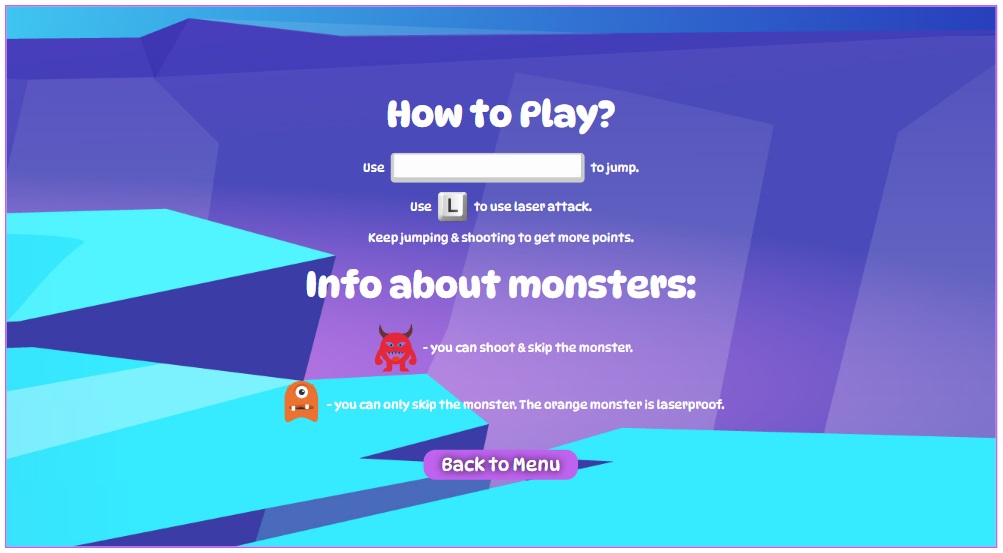 How to Play?
Use to jump.
Use L to use laser attack.
Keep jumping & shooting to get more points.
Info about monsters:
- you can shoot & skip the monster.
- you can only skip the monster. The orange monster is laserproof.
Back to Menu